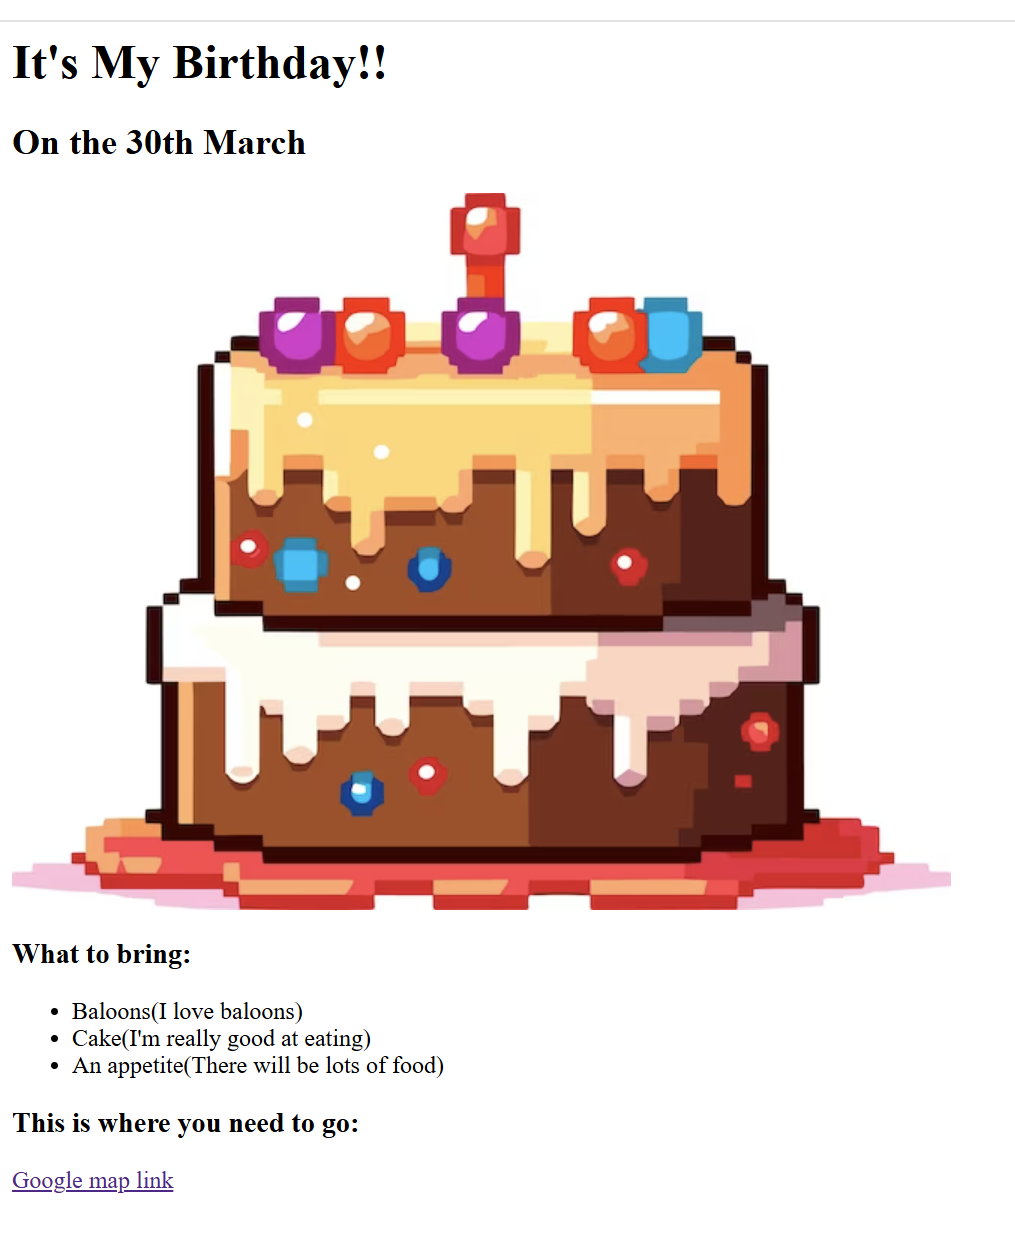 It's My Birthday!!
On the 30th March
What to bring:
Baloons(I love baloons)
Cake(I'm really good at eating)
An appetite(There will be lots of food)
This is where you need to go:
Google map link